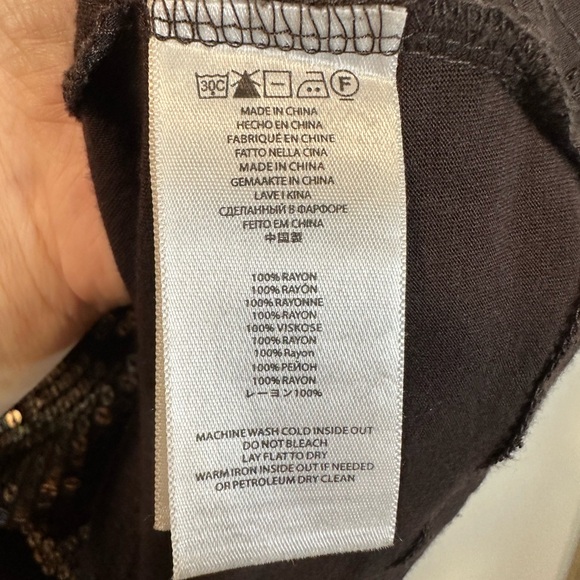 30C
F
MADE IN CHINA
HECHO EN CHINA
FABRIQUÉ EN CHINE
FATTO NELLA CINA
MADE IN CHINA
GEMAAKTE IN CHINA
LAVE I KINA
СДЕЛАННЫЙ В ФАРФОРЕ
FEITO EM CHINA
中国製
100% RAYON
100% RAYÓN
100% RAYONNE
100% RAYON
100% VISKOSE
100% RAYON
100% Rayon
100% РЕЙОН
100% RAYON
レーヨン100%
MACHINE WASH COLD INSIDE OUT
DO NOT BLEACH
LAY FLAT TO DRY
WARM IRON INSIDE OUT IF NEEDED
OR PETROLEUM DRY CLEAN